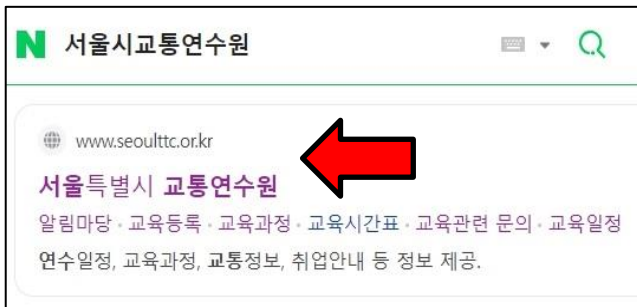 N 서울시교통연수원
www.seoulttc.or.kr
서울특별시 교통연수원
알림마당 · 교육등록 · 교육과정 · 교육시간표 · 교육관련 문의 · 교육일정
연수일정, 교육과정, 교통정보, 취업안내 등 정보 제공.